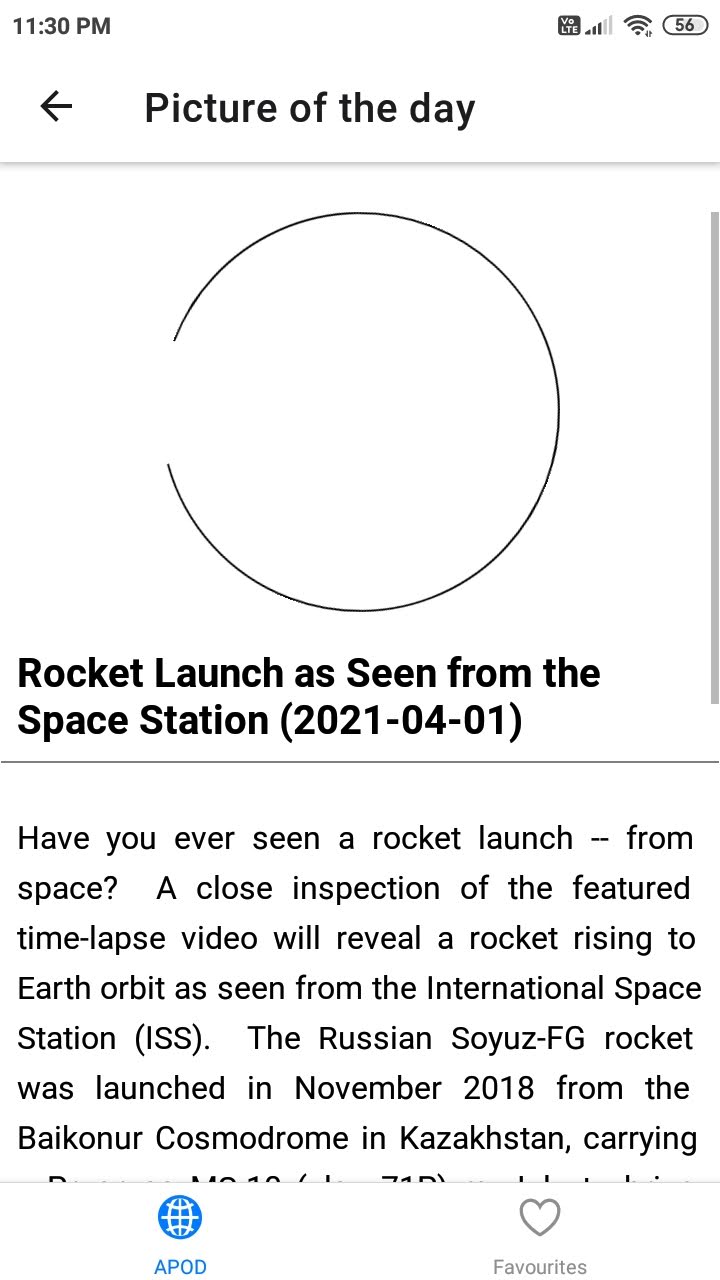 11:30 PM
Vo LTE
56
Picture of the day
Rocket Launch as Seen from the
Space Station (2021-04-01)
Have you ever seen a rocket launch -- from
space? A close inspection of the featured
time-lapse video will reveal a rocket rising to
Earth orbit as seen from the International Space
Station (ISS). The Russian Soyuz-FG rocket
was launched in November 2018 from the
Baikonur Cosmodrome in Kazakhstan, carrying
APOD
Favourites